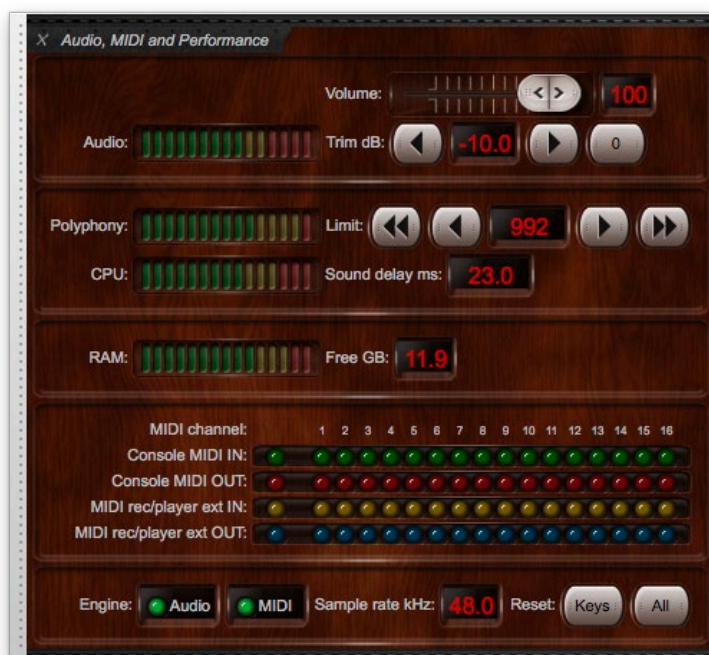 Audio, MIDI and Performance
Volume: 100
Audio: Trim dB: -10.0 0
Polyphony: Limit: 992
CPU: Sound delay ms: 23.0
RAM: Free GB: 11.9
MIDI channel: 1 2 3 4 5 6 7 8 9 10 11 12 13 14 15 16
Console MIDI IN:
Console MIDI OUT:
MIDI rec/player ext IN:
MIDI rec/player ext OUT:
Engine: Audio MIDI Sample rate kHz: 48.0 Reset: Keys All